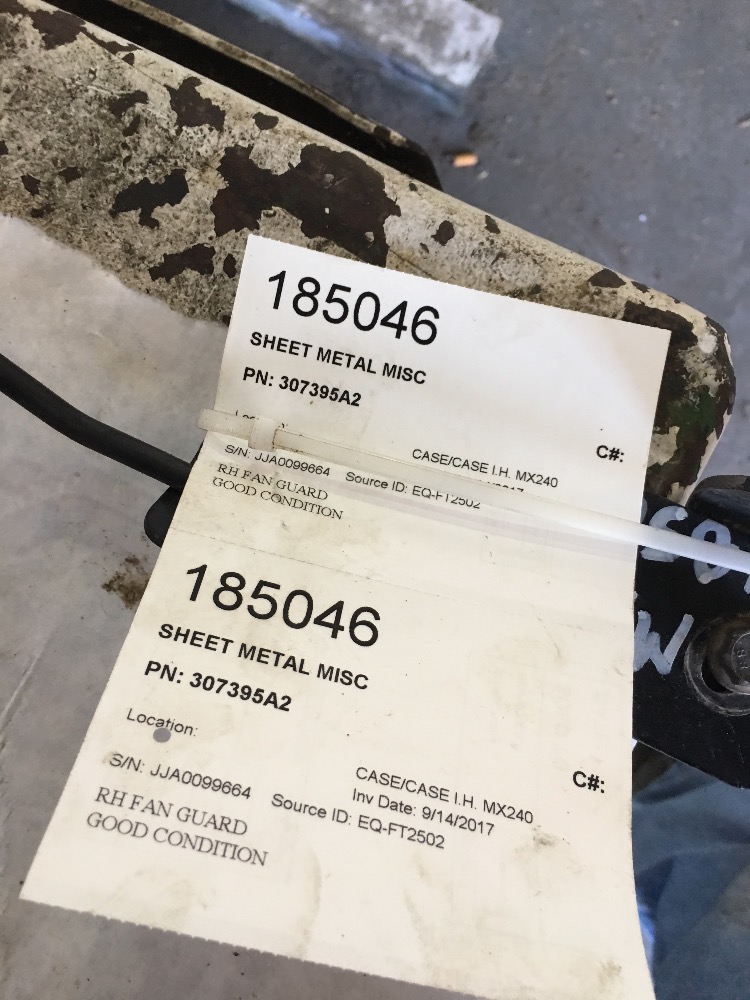 185046
SHEET METAL MISC
PN: 307395A2
C#:
CASE/CASE I.H. MX240
S/N: JJA0099664
Source ID: EQ-FT2502
RH FAN GUARD
GOOD CONDITION
185046
SHEET METAL MISC
PN: 307395A2
Location:
C#:
CASE/CASE I.H. MX240
S/N: JJA0099664
Inv Date: 9/14/2017
Source ID: EQ-FT2502
RH FAN GUARD
GOOD CONDITION
W